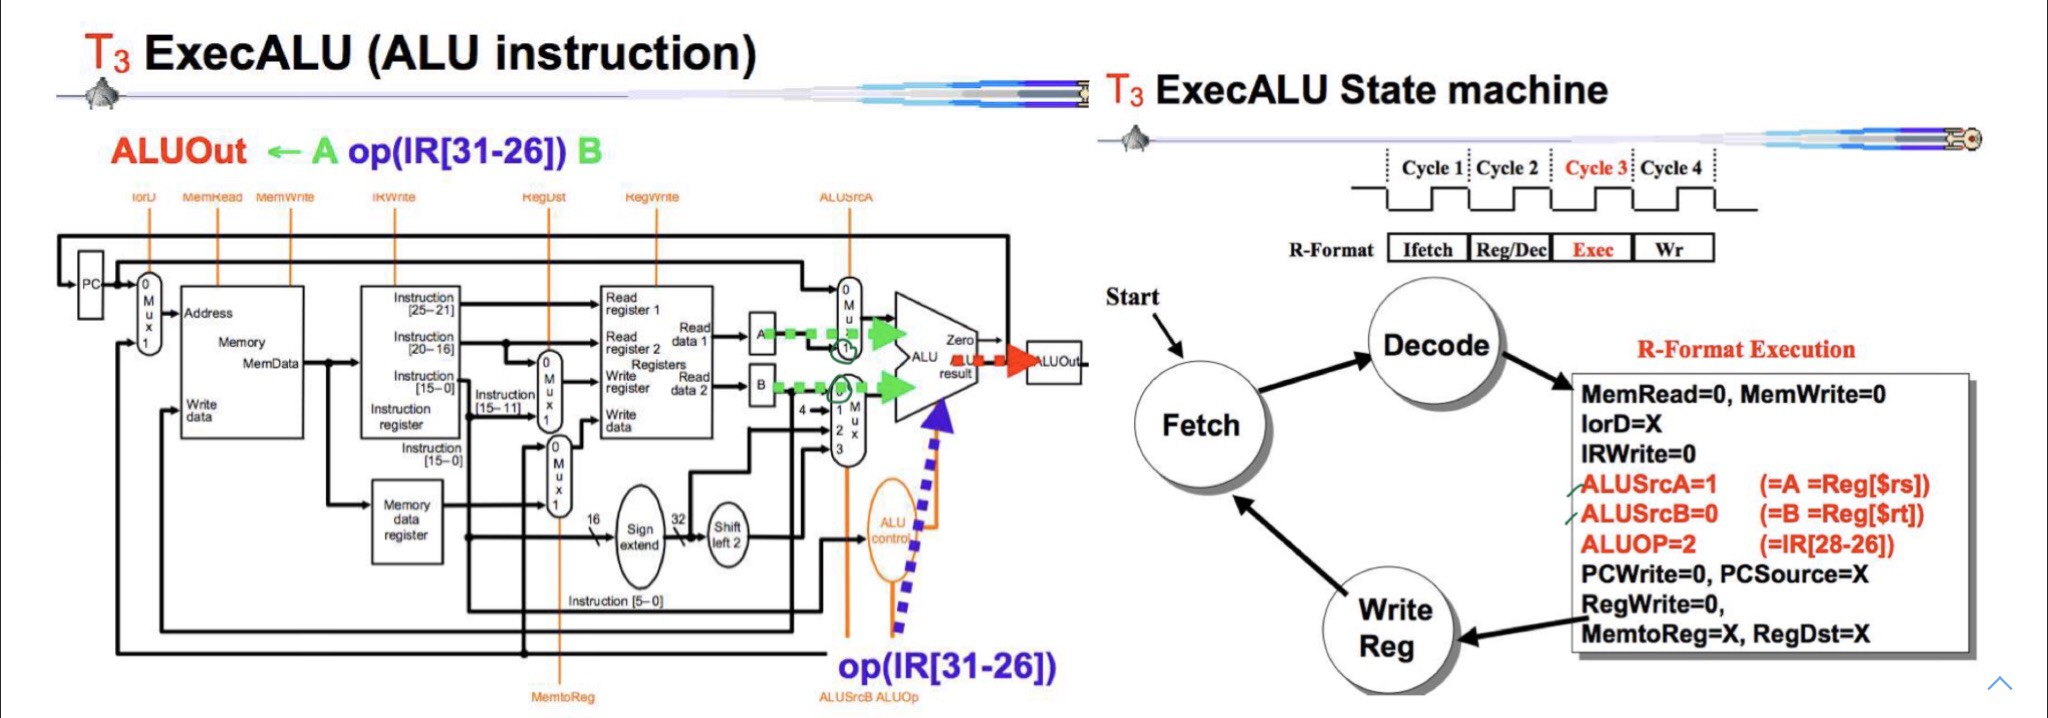 T3 ExecALU (ALU instruction)
ALUOut ← A op(IR[31-26]) B
IorD MemRead MemWrite IRWrite RegDst RegWrite ALUSrcA
PC
0
M
u
x
1
Address
Memory
MemData
Write
data
Instruction
[25–21]
Instruction
[20–16]
Instruction
[15–0]
Instruction
register
Instruction
[15–0]
Memory
data
register
Instruction
[15–11]
0
M
u
x
1
0
M
u
x
1
Read
register 1
Read
register 2
Registers
Write
register
Write
data
Read
data 1
Read
data 2
16
Sign
extend
32
Shift
left 2
Instruction [5–0]
A
B
4
0
M
u
1
0
1
2
3
M
u
x
Zero
ALU
ALU
result
ALUOut
ALU
control
op(IR[31-26])
MemtoReg
ALUSrcB ALUOp
T3 ExecALU State machine
Cycle 1 Cycle 2 Cycle 3 Cycle 4
R-Format Ifetch Reg/Dec Exec Wr
Start
Fetch
Decode
R-Format Execution
MemRead=0, MemWrite=0
IorD=X
IRWrite=0
ALUSrcA=1 (=A =Reg[$rs])
ALUSrcB=0 (=B =Reg[$rt])
ALUOP=2 (=IR[28-26])
PCWrite=0, PCSource=X
RegWrite=0,
MemtoReg=X, RegDst=X
Write
Reg